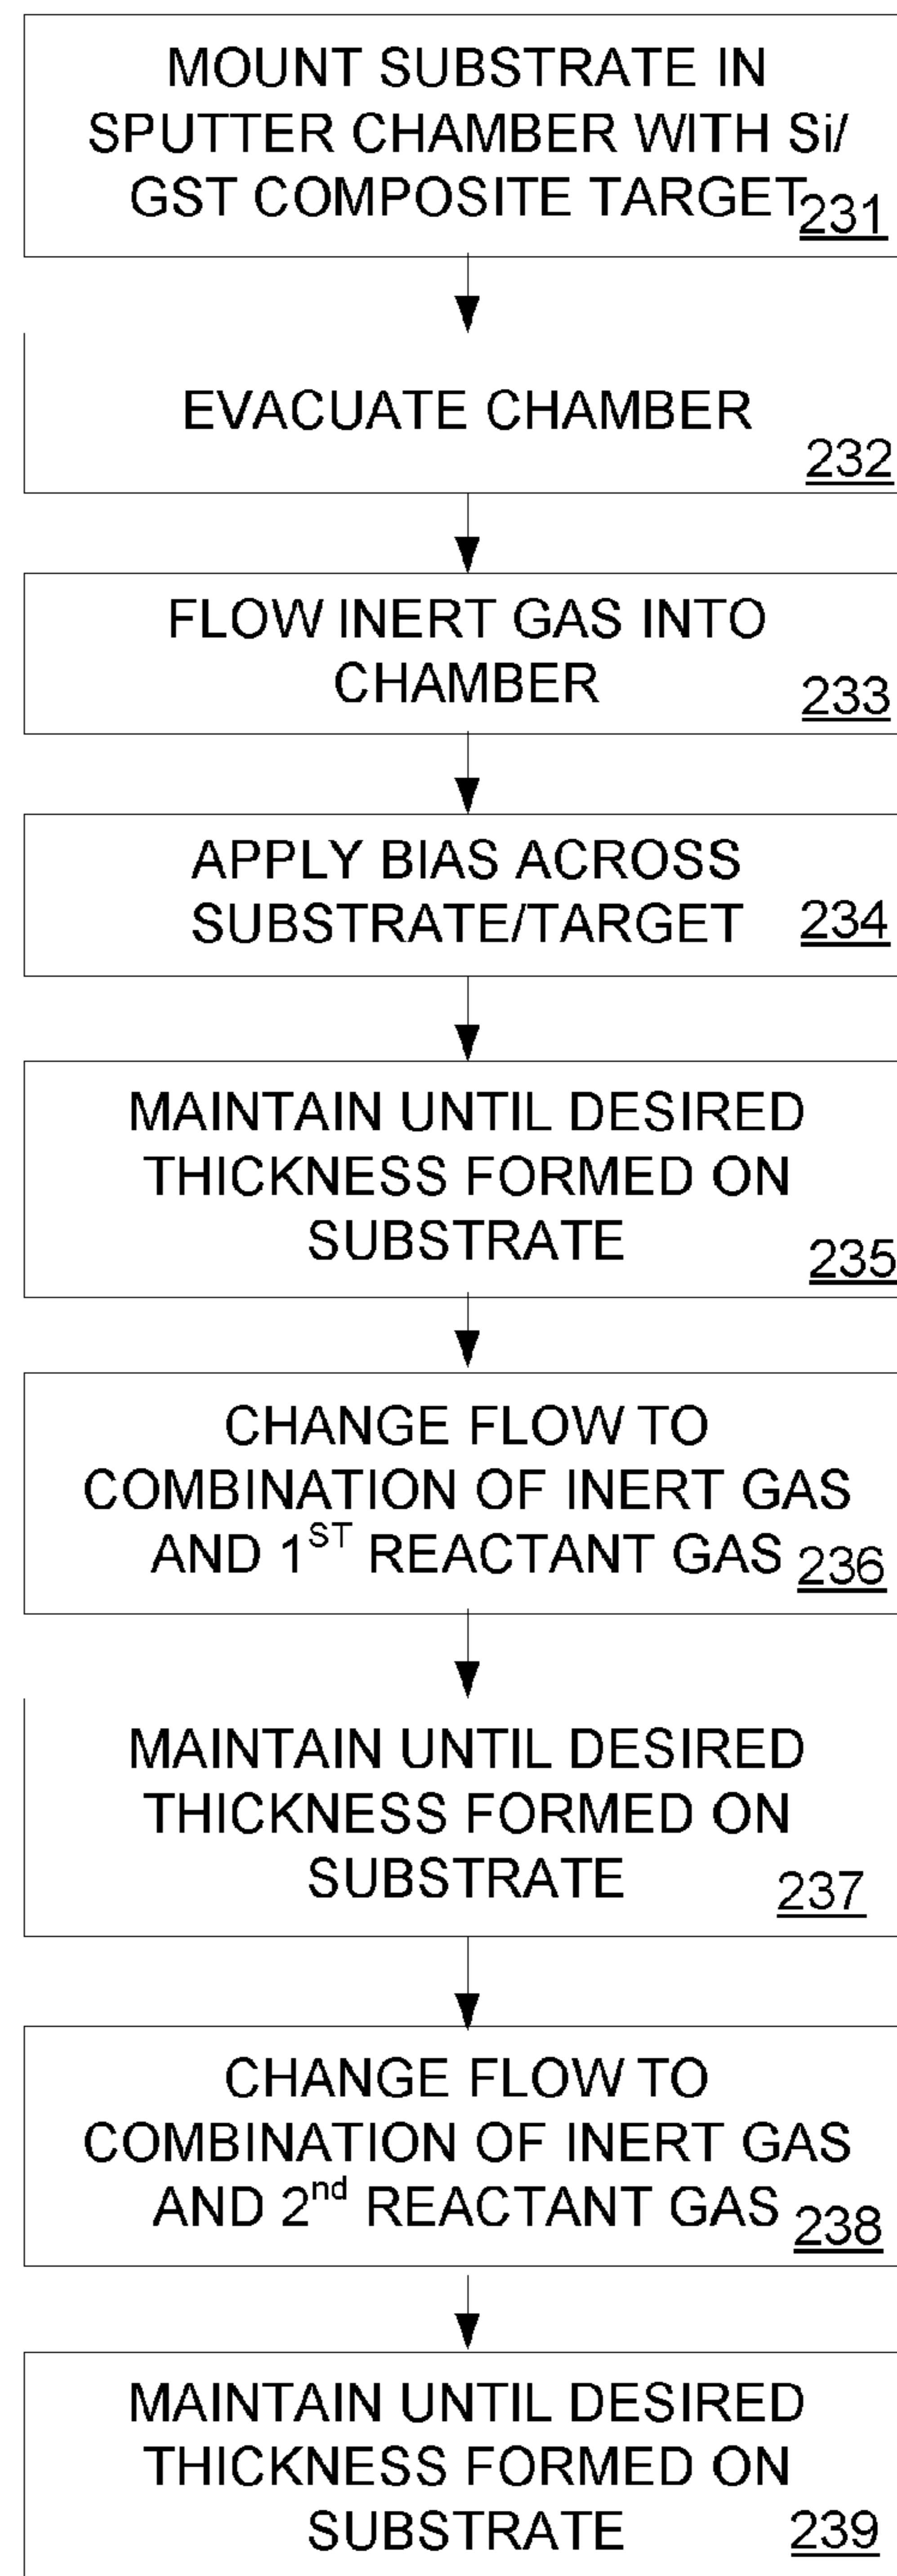 MOUNT SUBSTRATE IN
SPUTTER CHAMBER WITH Si/
GST COMPOSITE TARGET 231
EVACUATE CHAMBER
232
FLOW INERT GAS INTO
CHAMBER 233
APPLY BIAS ACROSS
SUBSTRATE/TARGET 234
MAINTAIN UNTIL DESIRED
THICKNESS FORMED ON
SUBSTRATE 235
CHANGE FLOW TO
COMBINATION OF INERT GAS
AND 1ST REACTANT GAS 236
MAINTAIN UNTIL DESIRED
THICKNESS FORMED ON
SUBSTRATE 237
CHANGE FLOW TO
COMBINATION OF INERT GAS
AND 2nd REACTANT GAS 238
MAINTAIN UNTIL DESIRED
THICKNESS FORMED ON
SUBSTRATE 239